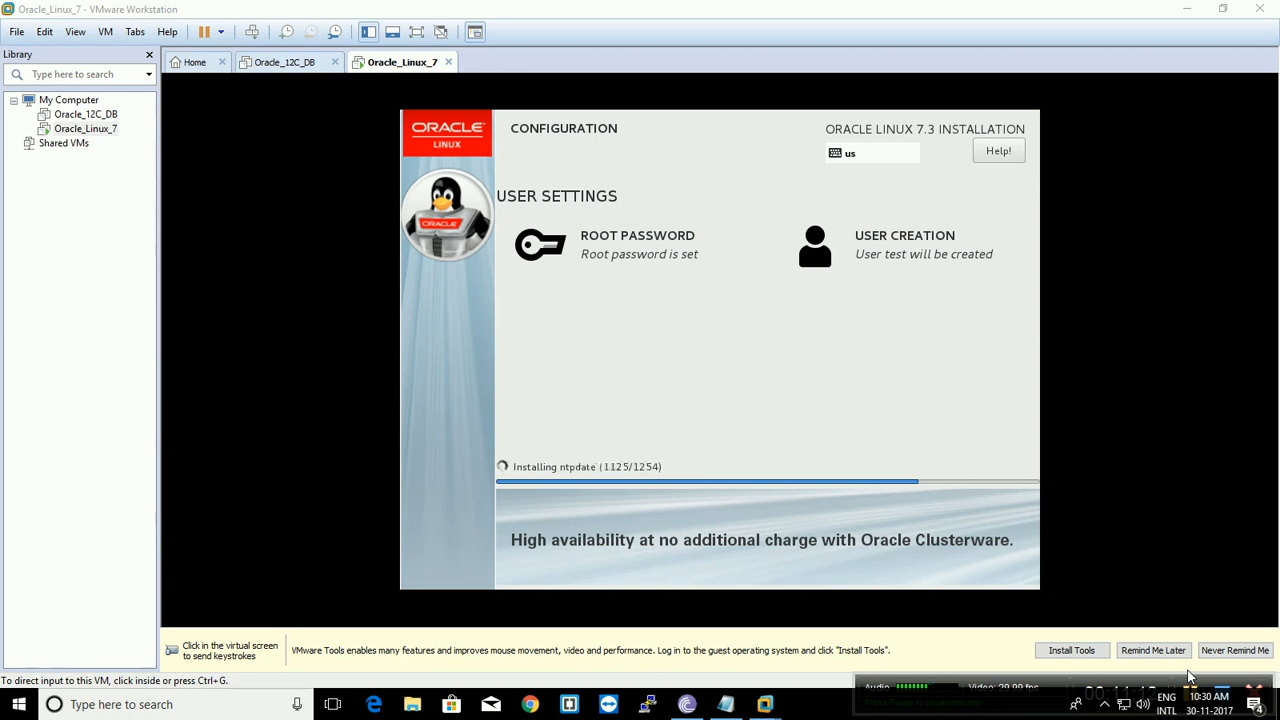 Oracle_Linux_7 - VMware Workstation
File Edit View VM Tabs Help
Library
Type here to search
My Computer
Oracle_12C_DB
Oracle_Linux_7
Shared VMs
Home Oracle_12C_DB Oracle_Linux_7
ORACLE
LINUX
ORACLE
CONFIGURATION
ORACLE LINUX 7.3 INSTALLATION
us
Help!
USER SETTINGS
ROOT PASSWORD
Root password is set
USER CREATION
User test will be created
Installing ntpdate (1125/1254)
High availability at no additional charge with Oracle Clusterware.
Click in the virtual screen
to send keystrokes
VMware Tools enables many features and improves mouse movement, video and performance. Log in to the guest operating system and click "Install Tools".
Install Tools Remind Me Later Never Remind Me
To direct input to this VM, click inside or press Ctrl+G.
Audio Video: 29.99 fps
Type here to search
ENG
INTL
10:30 AM
30-11-2017